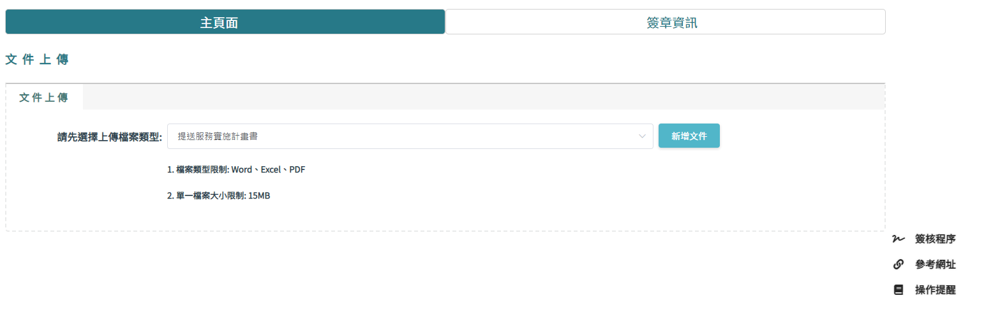 主頁面
簽章資訊
文件上傳
文件上傳
請先選擇上傳檔案類型: 提送服務實施計畫書 新增文件
1. 檔案類型限制: Word、Excel、PDF
2. 單一檔案大小限制: 15MB
簽核程序
參考網址
操作提醒